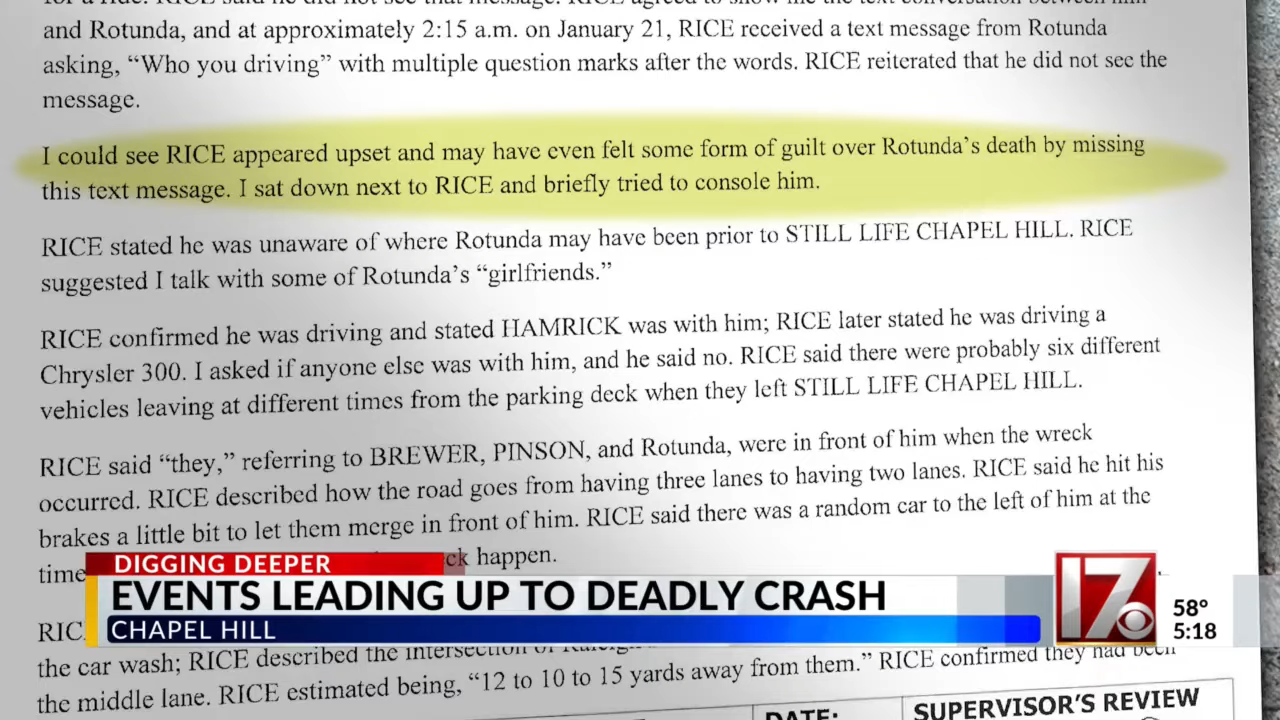 for a ride. RICE said he did not see that message. RICE agreed to show me the text conversation between him
and Rotunda, and at approximately 2:15 a.m. on January 21, RICE received a text message from Rotunda
asking, “Who you driving” with multiple question marks after the words. RICE reiterated that he did not see the
message.
I could see RICE appeared upset and may have even felt some form of guilt over Rotunda’s death by missing
this text message. I sat down next to RICE and briefly tried to console him.
RICE stated he was unaware of where Rotunda may have been prior to STILL LIFE CHAPEL HILL. RICE
suggested I talk with some of Rotunda’s “girlfriends.”
RICE confirmed he was driving and stated HAMRICK was with him; RICE later stated he was driving a
Chrysler 300. I asked if anyone else was with him, and he said no. RICE said there were probably six different
vehicles leaving at different times from the parking deck when they left STILL LIFE CHAPEL HILL.
RICE said “they,” referring to BREWER, PINSON, and Rotunda, were in front of him when the wreck
occurred. RICE described how the road goes from having three lanes to having two lanes. RICE said he hit his
brakes a little bit to let them merge in front of him. RICE said there was a random car to the left of him at the
time happen.
RIC
the car wash; RICE described the intersection of
the middle lane. RICE estimated being, “12 to 10 to 15 yards away from them.” RICE confirmed they had been
DATE:
SUPERVISOR’S REVIEW
DIGGING DEEPER
EVENTS LEADING UP TO DEADLY CRASH
CHAPEL HILL
17
58°
5:18